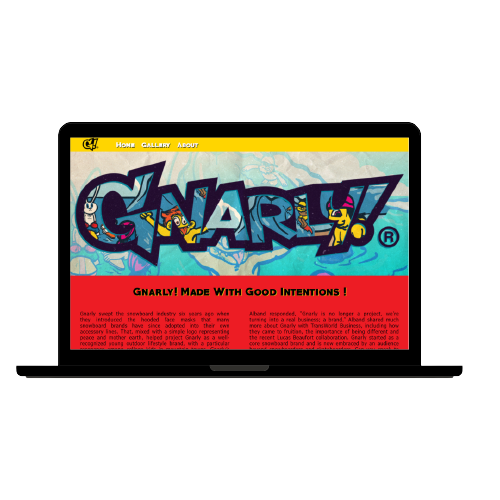 G!
Home Gallery About
GNARLY!®
Gnarly! Made With Good Intentions !
Gnarly swept the snowboard industry six years ago when
they introduced the hooded face masks that many
snowboard brands have since adopted into their own
accessory lines. That, mixed with a simple logo representing
peace and mother earth, helped project Gnarly as a well-
recognized young outdoor lifestyle brand, with a particular
Alband responded, "Gnarly is no longer a project, we're
turning into a real business: a brand." Alband shared much
more about Gnarly with TransWorld Business, including how
they came to fruition, the importance of being different and
the recent Lucas Beaufort collaboration. Gnarly started as a
core snowboard brand and is now embraced by an audience